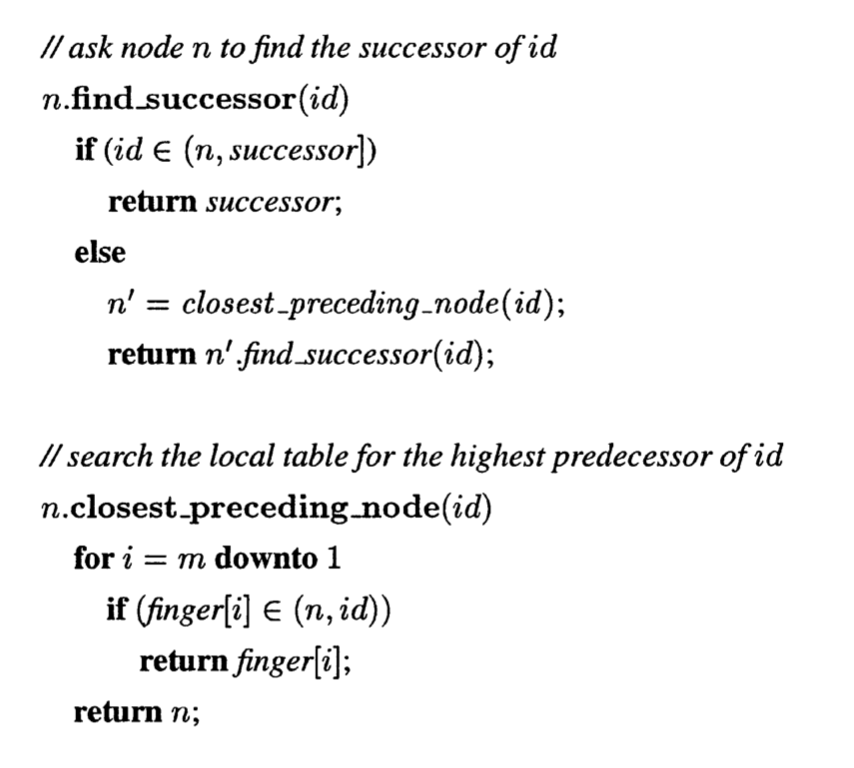 // ask node n to find the successor of id
n.find_successor(id)
if (id ∈ (n, successor])
return successor;
else
n′ = closest_preceding_node(id);
return n′.find_successor(id);
// search the local table for the highest predecessor of id
n.closest_preceding_node(id)
for i = m downto 1
if (finger[i] ∈ (n, id))
return finger[i];
return n;